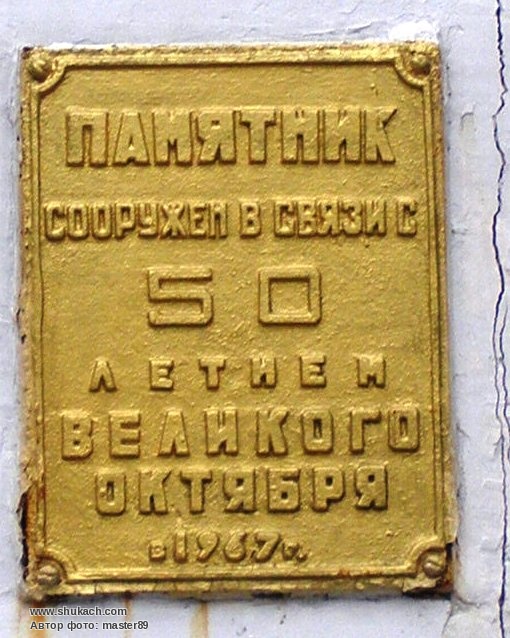 ПАМЯТНИК
СООРУЖЕН В СВЯЗИ С
50
ЛЕТИЕМ
ВЕЛИКОГО
ОКТЯБРЯ
в 1967 г.
www.shukach.com
Автор фото: master89